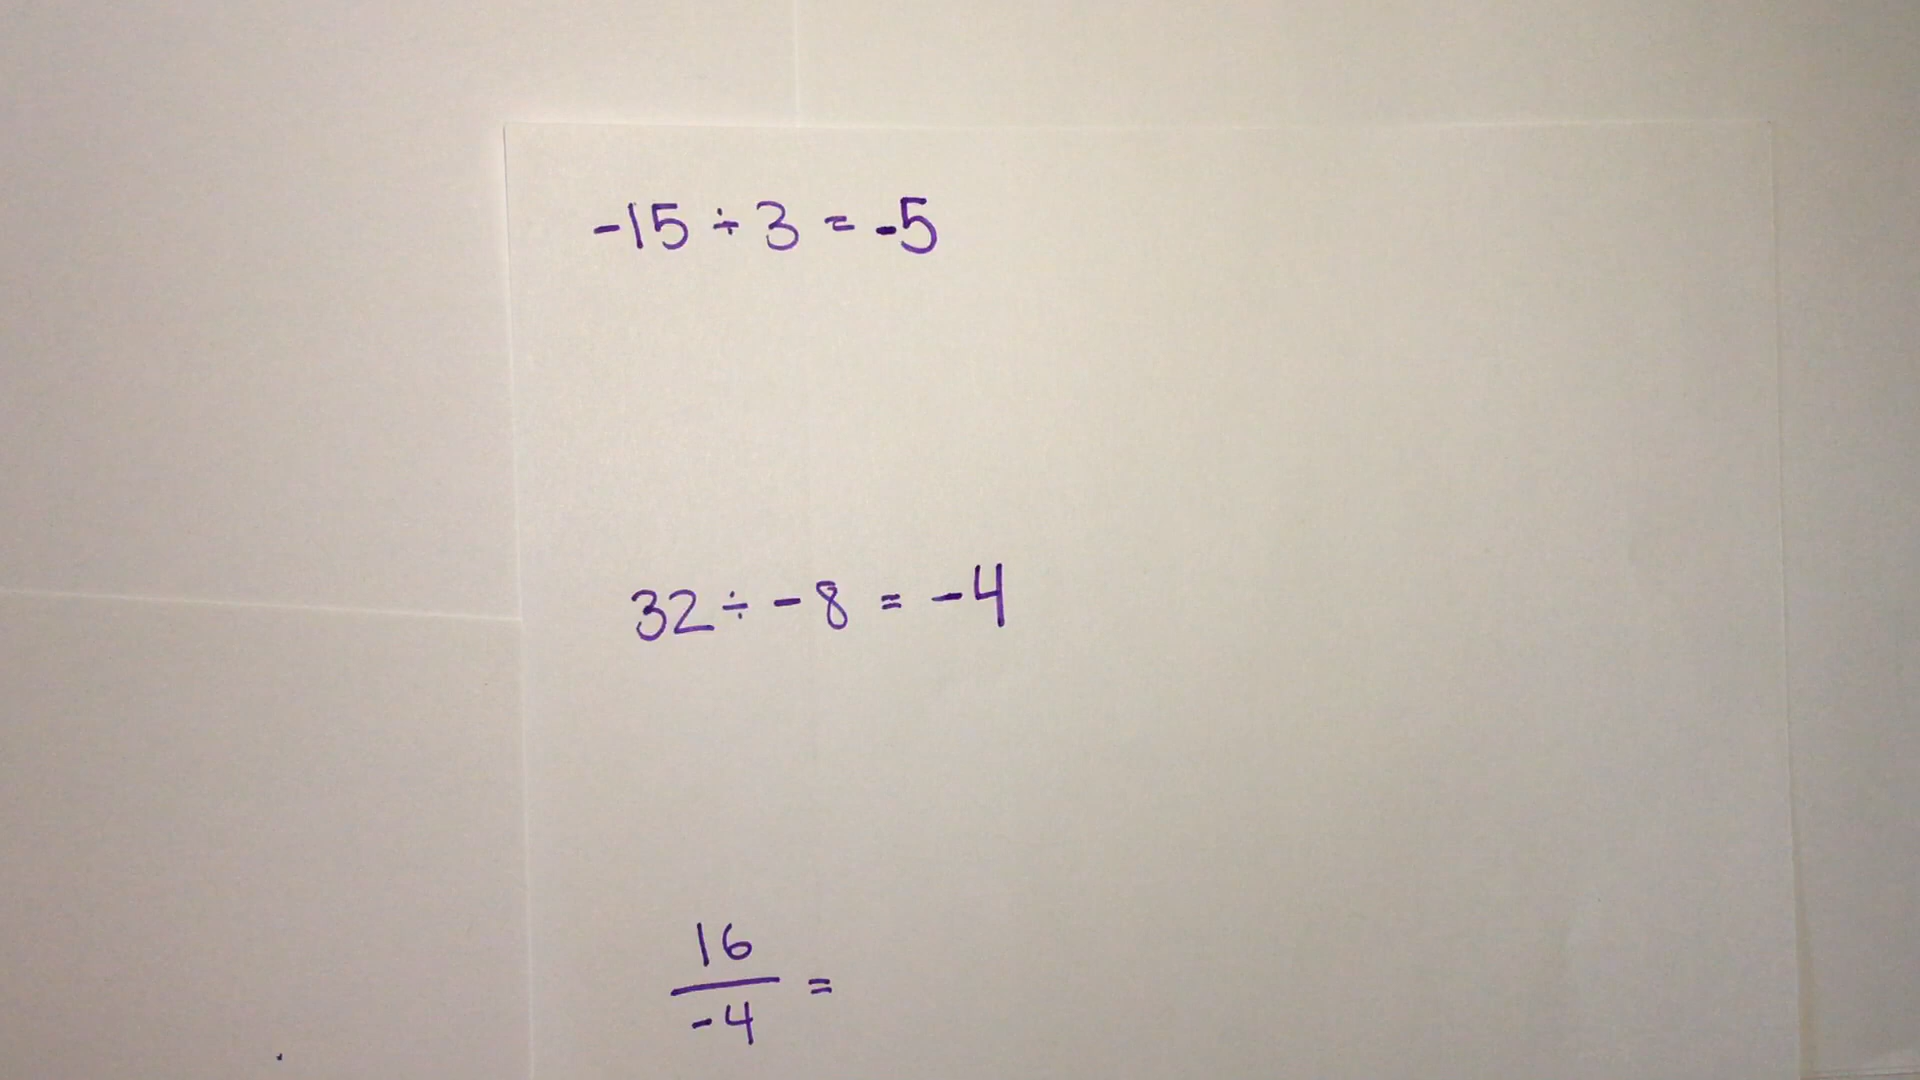 -15 ÷ 3 = -5
32 ÷ -8 = -4
16
— =
-4